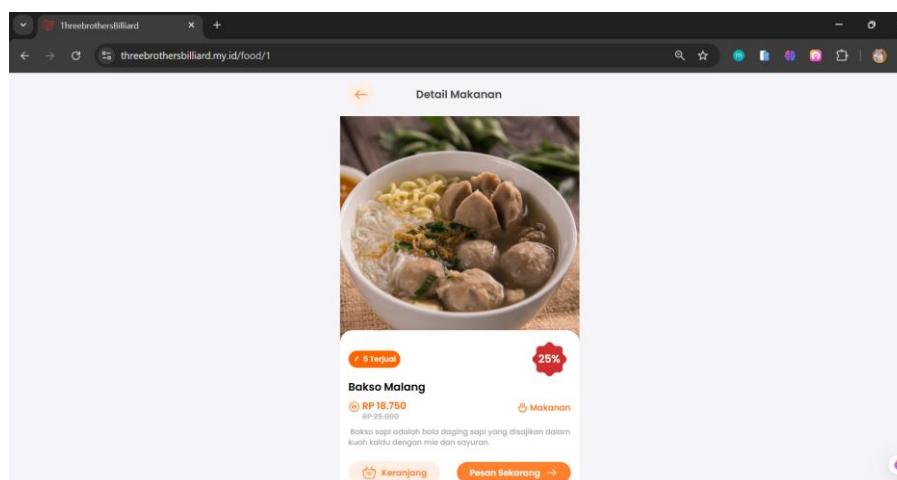 ThreebrothersBilliard
threebrothersbilliard.my.id/food/1
Detail Makanan
5 Terjual
25%
Bakso Malang
RP 18.750
RP 25.000
Makanan
Bakso sapi adalah bola daging sapi yang disajikan dalam
kuah kaldu dengan mie dan sayuran.
Keranjang
Pesan Sekarang